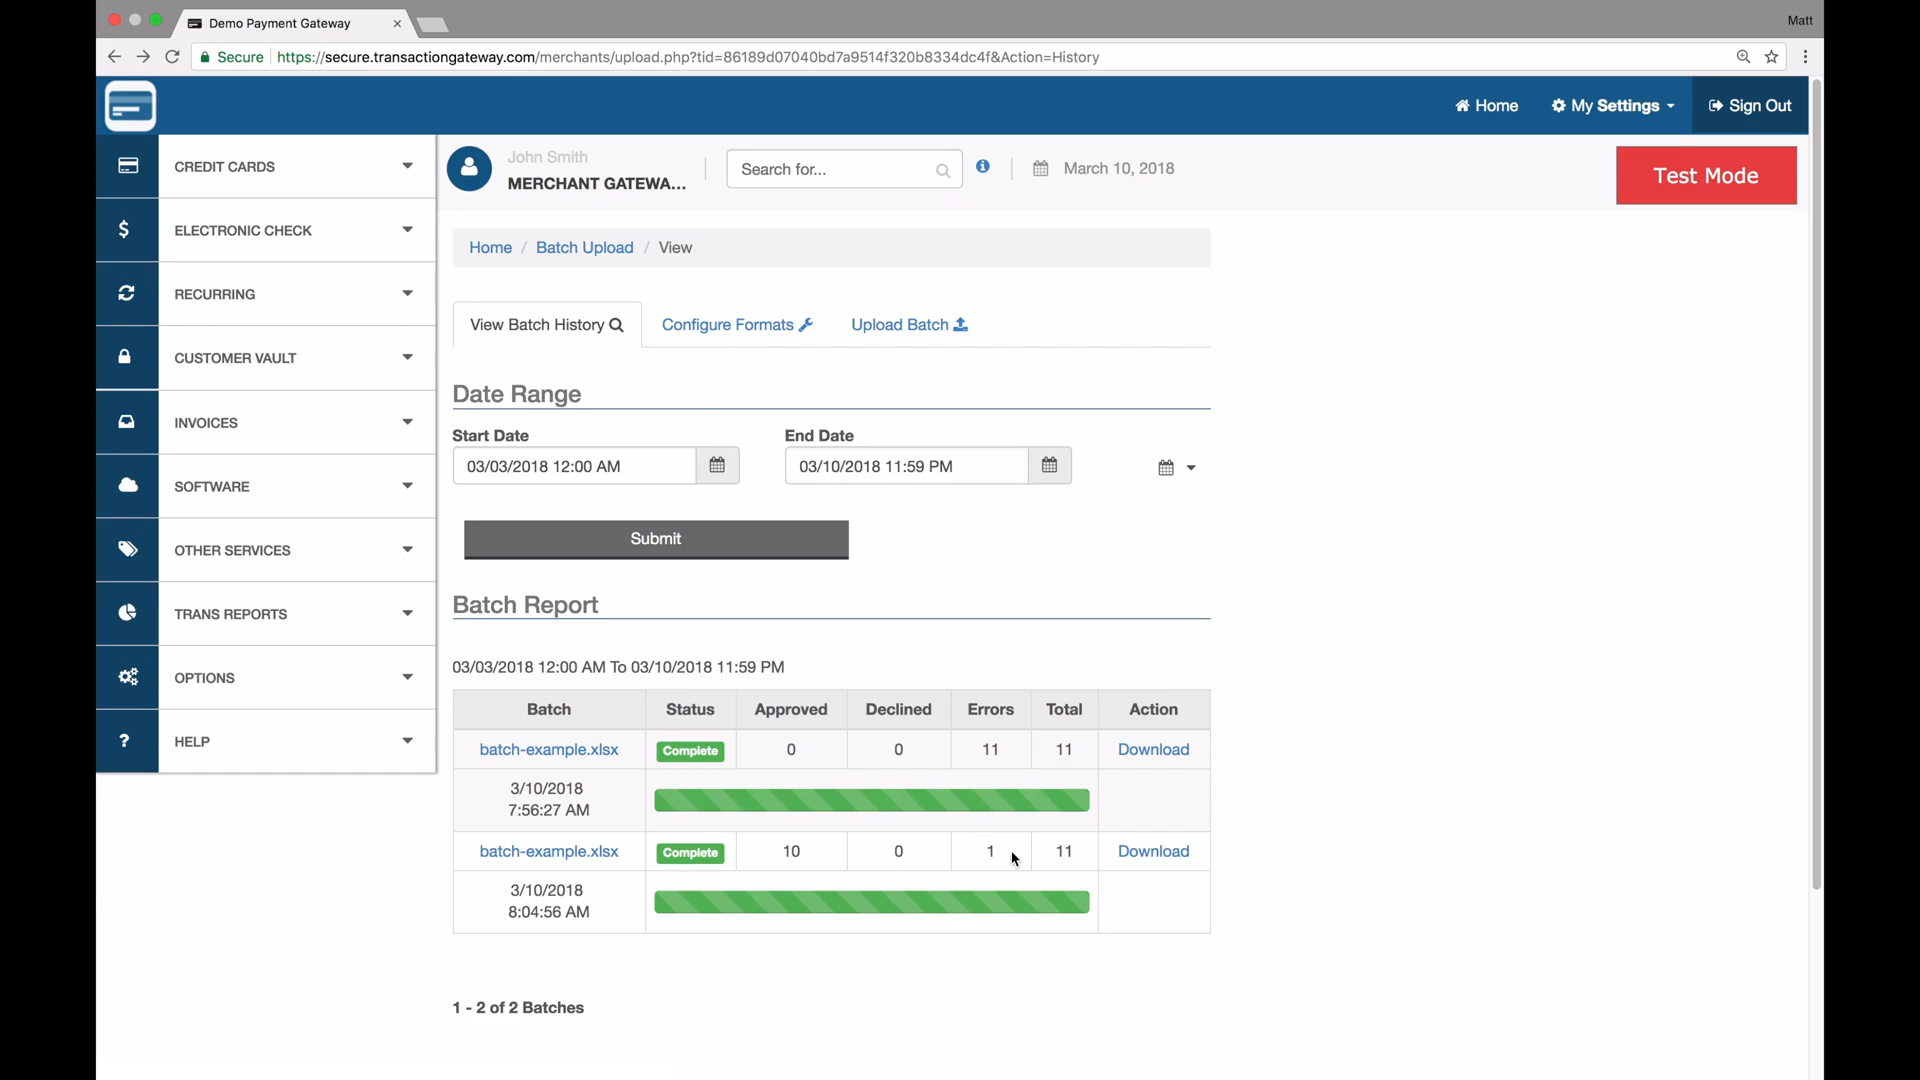 Demo Payment Gateway
Matt
Secure https://secure.transactiongateway.com/merchants/upload.php?tid=86189d07040bd7a9514f320b8334dc4f&Action=History
Home My Settings Sign Out
CREDIT CARDS
ELECTRONIC CHECK
RECURRING
CUSTOMER VAULT
INVOICES
SOFTWARE
OTHER SERVICES
TRANS REPORTS
OPTIONS
? HELP
John Smith
MERCHANT GATEWA...
Search for...
March 10, 2018
Test Mode
Home / Batch Upload / View
View Batch History Configure Formats Upload Batch
Date Range
Start Date End Date
03/03/2018 12:00 AM 03/10/2018 11:59 PM
Submit
Batch Report
03/03/2018 12:00 AM To 03/10/2018 11:59 PM
Batch Status Approved Declined Errors Total Action
batch-example.xlsx Complete 0 0 11 11 Download
3/10/2018
7:56:27 AM
batch-example.xlsx Complete 10 0 1 11 Download
3/10/2018
8:04:56 AM
1 - 2 of 2 Batches